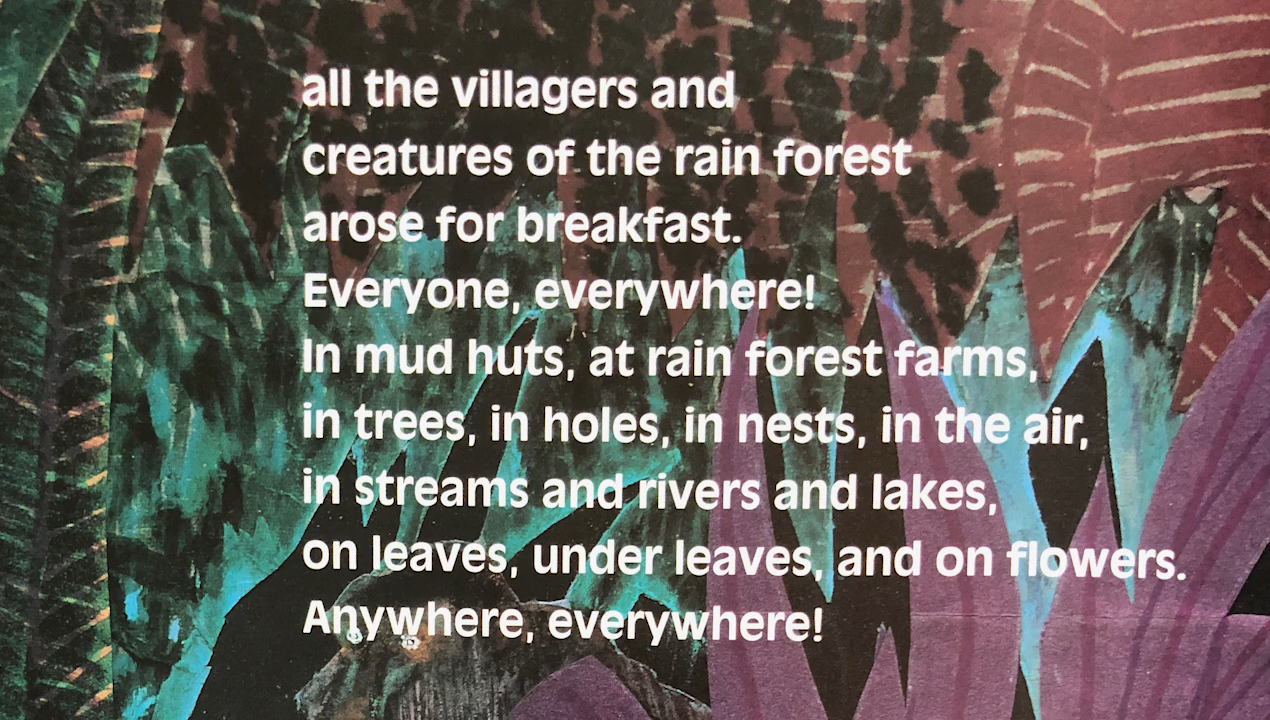 all the villagers and
creatures of the rain forest
arose for breakfast.
Everyone, everywhere!
In mud huts, at rain forest farms,
in trees, in holes, in nests, in the air,
in streams and rivers and lakes,
on leaves, under leaves, and on flowers.
Anywhere, everywhere!